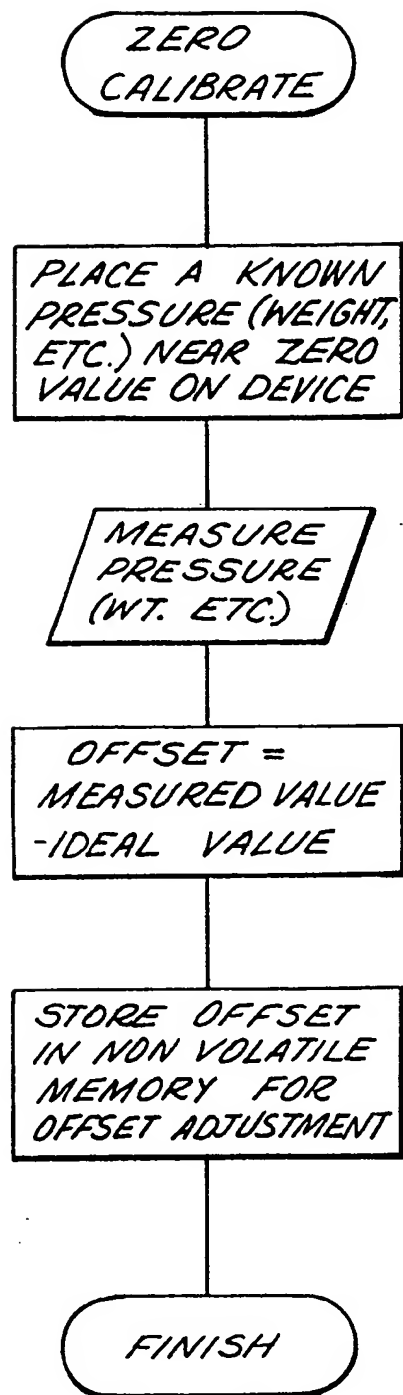 ZERO
CALIBRATE
PLACE A KNOWN
PRESSURE (WEIGHT,
ETC.) NEAR ZERO
VALUE ON DEVICE
MEASURE
PRESSURE
(WT. ETC.)
OFFSET =
MEASURED VALUE
-IDEAL VALUE
STORE OFFSET
IN NON VOLATILE
MEMORY FOR
OFFSET ADJUSTMENT
FINISH